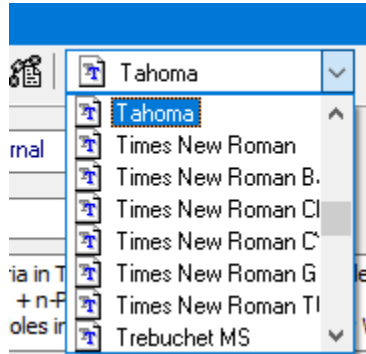 Tahoma
Tahoma
rnal
Times New Roman
Times New Roman B
Times New Roman C
Times New Roman C
ria in T
Times New Roman G
+ n-P
Times New Roman T
oles in
Trebuchet MS